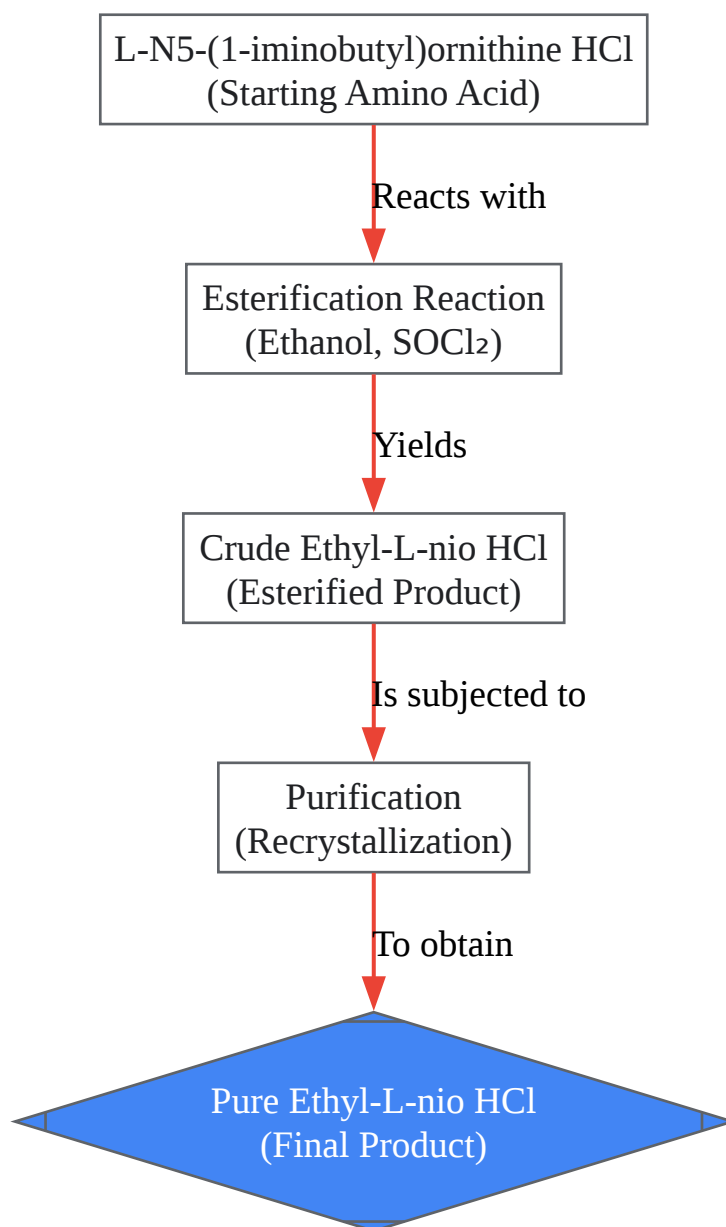 L-N5-(1-iminobutyl)ornithine HCl
(Starting Amino Acid)
Reacts with
Esterification Reaction
(Ethanol, SOCl₂)
Yields
Crude Ethyl-L-nio HCl
(Esterified Product)
Is subjected to
Purification
(Recrystallization)
To obtain
Pure Ethyl-L-nio HCl
(Final Product)